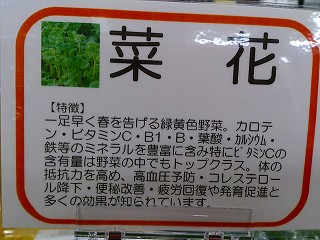 菜花
【特徴】
一足早く春を告げる緑黄色野菜。カロテ
ン・ビタミンC・B1・B・葉酸・ｶﾙｼｳﾑ・
鉄等のミネラルを豊富に含み特にﾋﾞﾀﾐﾝCの
含有量は野菜の中でもトップクラス。体の
抵抗力を高め、高血圧予防・コレステロー
ル降下・便秘改善・疲労回復や発育促進と
多くの効果が知られています。